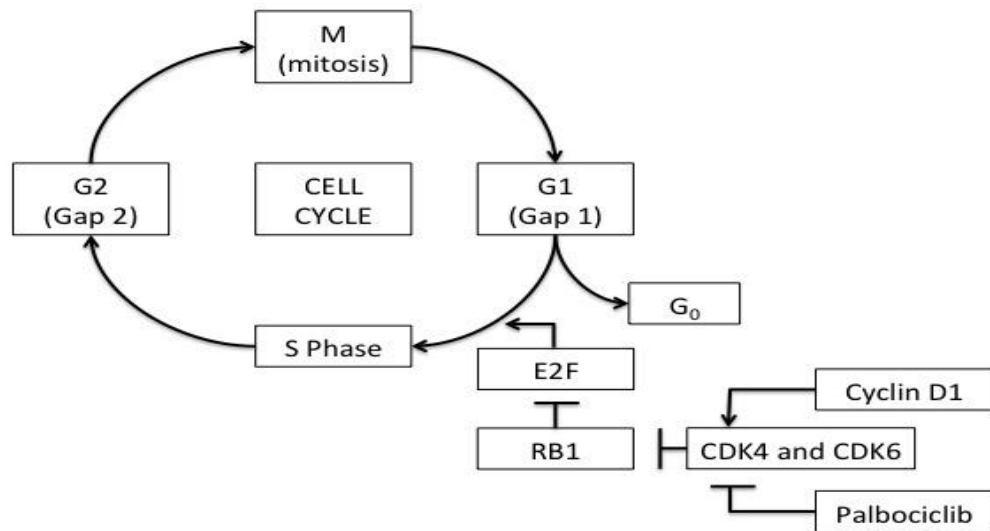 M
(mitosis)
G2
(Gap 2)
CELL
CYCLE
G1
(Gap 1)
G₀
S Phase
E2F
Cyclin D1
RB1
CDK4 and CDK6
Palbociclib